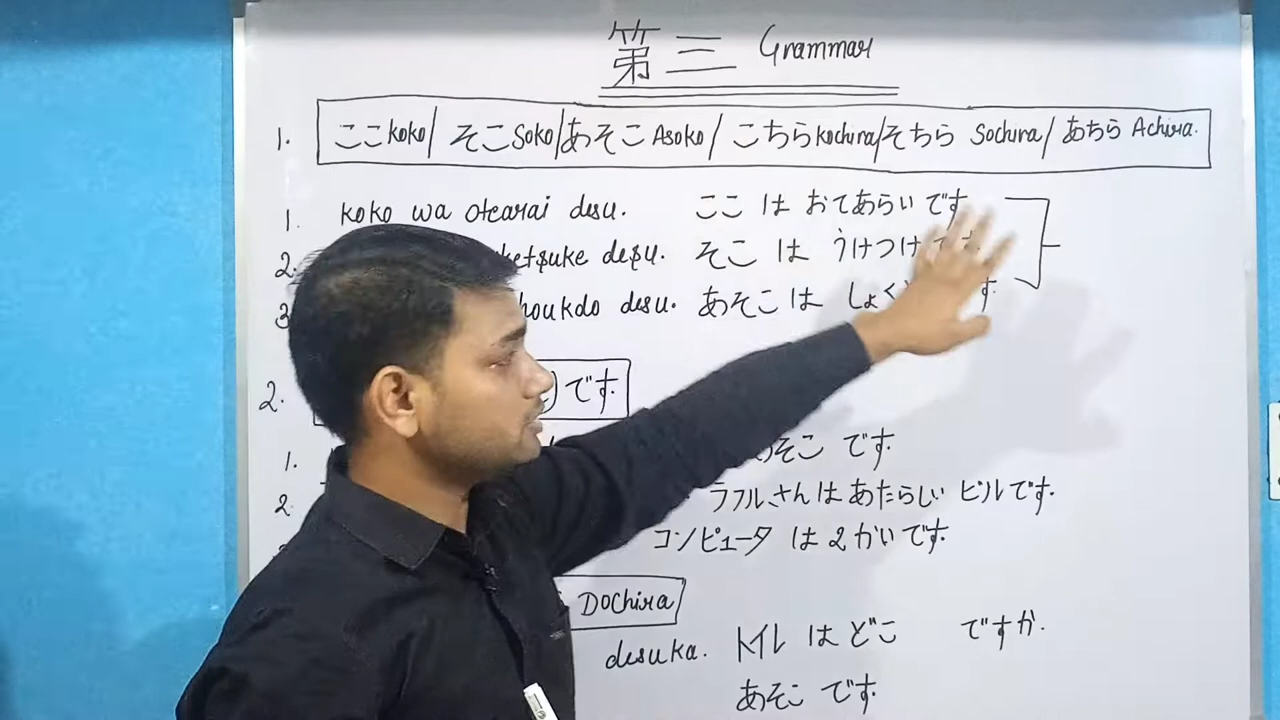 第三 Grammar
1. ここ Koko/ そこ Soko/ あそこ Asoko/ こちら Kochira/ そちら Sochira/ あちら Achira.
1. Koko wa otearai desu. ここ は おてあらい です
2. ketsuke desu. そこ は うけつけ です.
3 houkdo desu. あそこ は しょく す.
2. です.
1. あそこ です.
2. ラフルさん は あたらしい ビル です.
コンピュータ は 2 かい です.
DOChira
desuka. トイレ は どこ ですか.
あそこ です.